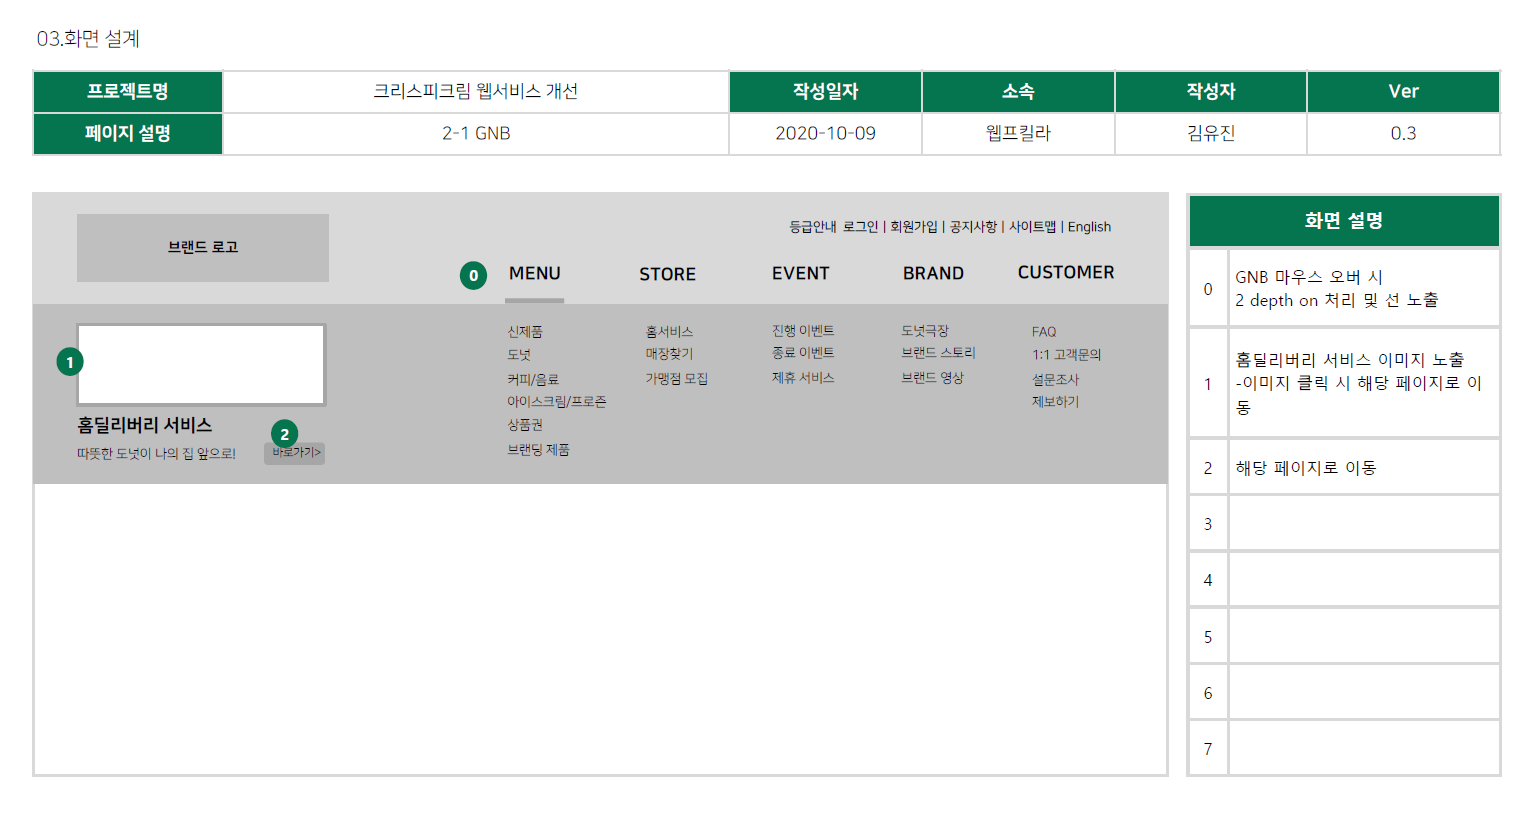 03.화면 설계
프로젝트명 크리스피크림 웹서비스 개선 작성일자 소속 작성자 Ver
페이지 설명 2-1 GNB 2020-10-09 웹프킬라 김유진 0.3
등급안내 로그인 | 회원가입 | 공지사항 | 사이트맵 | English
브랜드 로고
0 MENU STORE EVENT BRAND CUSTOMER
신제품 홈서비스 진행 이벤트 도넛극장 FAQ
도넛 매장찾기 종료 이벤트 브랜드 스토리 1:1 고객문의
커피/음료 가맹점 모집 제휴 서비스 브랜드 영상 설문조사
아이스크림/프로즌 제보하기
상품권
브랜딩 제품
1
홈딜리버리 서비스
2
따뜻한 도넛이 나의 집 앞으로! 바로가기>
화면 설명
0 GNB 마우스 오버 시
2 depth on 처리 및 선 노출
1 홈딜리버리 서비스 이미지 노출
-이미지 클릭 시 해당 페이지로 이
동
2 해당 페이지로 이동
3
4
5
6
7